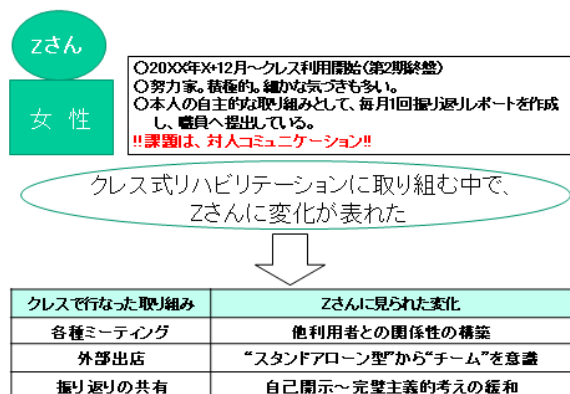 Zさん
女 性
○20XX年X+12月～クレス利用開始(第2期終盤)
○努力家。積極的。細かな気づきも多い。
○本人の自主的な取り組みとして、毎月1回振り返りレポートを作成
し、職員へ提出している。
!!課題は、対人コミュニケーション!!
クレス式リハビリテーションに取り組む中で、
Zさんに変化が表れた
クレスで行なった取り組み Zさんに見られた変化
各種ミーティング 他利用者との関係性の構築
外部出店 “スタンドアローン型”から“チーム”を意識
振り返りの共有 自己開示～完璧主義的考えの緩和